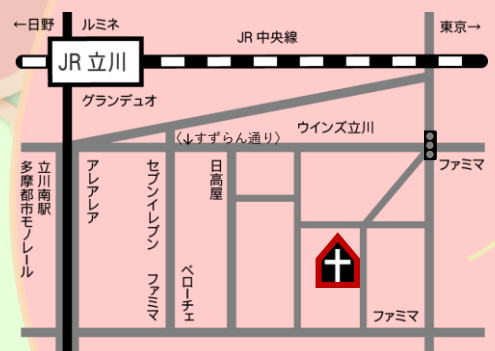 ←日野
ルミネ
JR 中央線
東京→
JR 立川
グランデュオ
ウインズ立川
〈↓すずらん通り〉
ファミマ
立川南駅
多摩都市モノレール
アレアレア
セブンイレブン
ファミマ
ベローチェ
日高屋
ファミマ